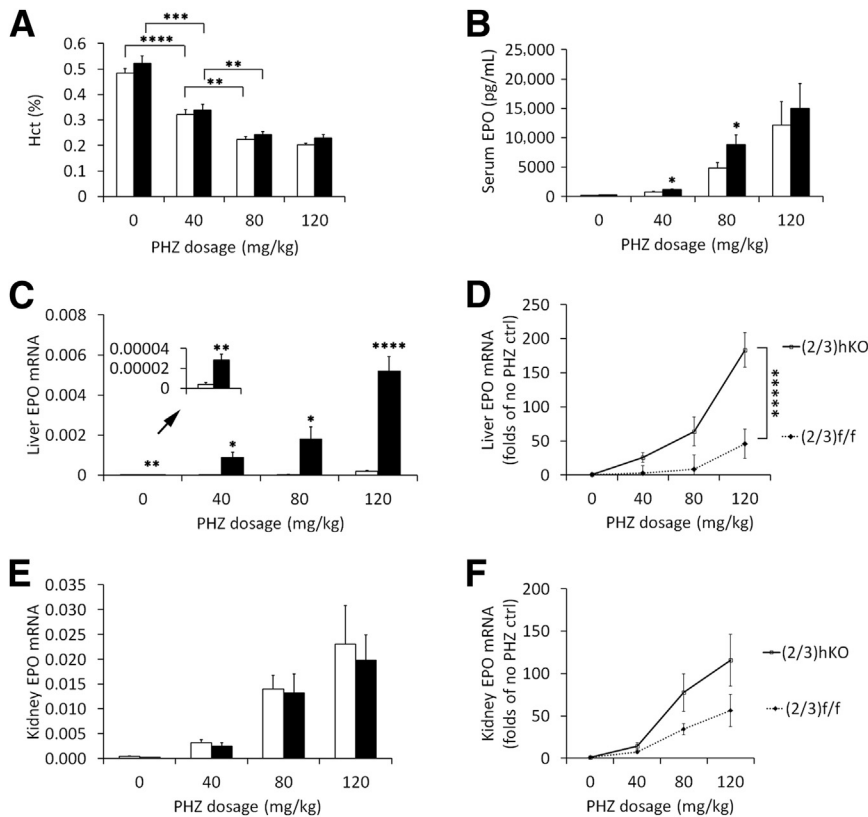 A
Hct (%)
0.6
0.5
0.4
0.3
0.2
0.1
0
***
****
**
**
0 40 80 120
PHZ dosage (mg/kg)
B
Serum EPO (pg/mL)
25,000
20,000
15,000
10,000
5000
0
*
*
0 40 80 120
PHZ dosage (mg/kg)
C
Liver EPO mRNA
0.008
0.006
0.004
0.002
0
0.00004
0.00002
0
**
**
*
*
****
0 40 80 120
PHZ dosage (mg/kg)
D
Liver EPO mRNA
(folds of no PHZ ctrl)
250
200
150
100
50
0
(2/3)hKO
*****
(2/3)f/f
0 40 80 120
PHZ dosage (mg/kg)
E
Kidney EPO mRNA
0.035
0.030
0.025
0.020
0.015
0.010
0.005
0.000
0 40 80 120
PHZ dosage (mg/kg)
F
Kidney EPO mRNA
(folds of no PHZ ctrl)
200
150
100
50
0
(2/3)hKO
(2/3)f/f
0 40 80 120
PHZ dosage (mg/kg)